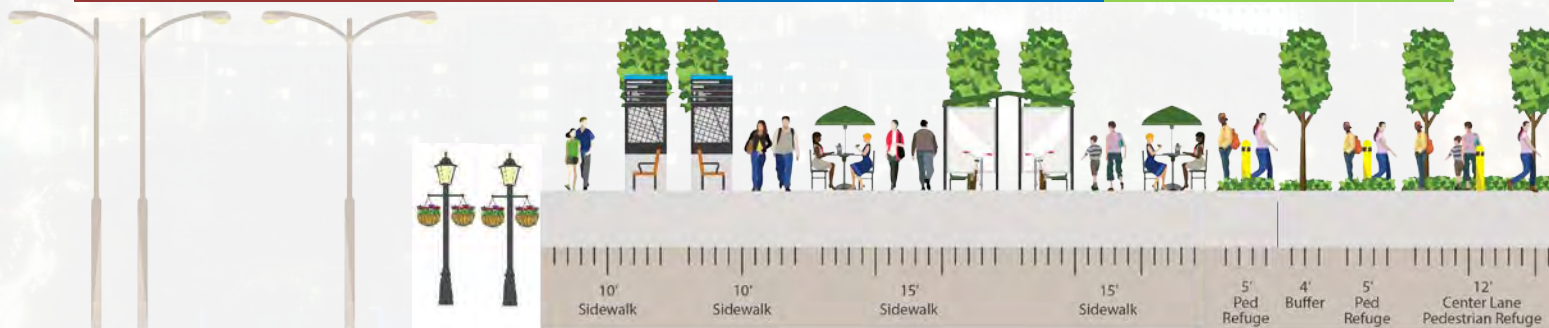 10'
Sidewalk
10'
Sidewalk
15'
Sidewalk
15'
Sidewalk
5'
Ped
Refuge
4'
Buffer
5'
Ped
Refuge
12'
Center Lane
Pedestrian Refuge